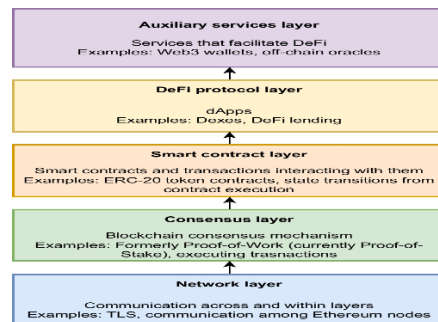 Auxiliary services layer
Services that facilitate DeFi
Examples: Web3 wallets, off-chain oracles
DeFi protocol layer
dApps
Examples: Dexes, DeFi lending
Smart contract layer
Smart contracts and transactions interacting with them
Examples: ERC-20 token contracts, state transitions from
contract execution
Consensus layer
Blockchain consensus mechanism
Examples: Formerly Proof-of-Work (currently Proof-of-
Stake), executing trasnactions
Network layer
Communication across and within layers
Examples: TLS, communication among Ethereum nodes